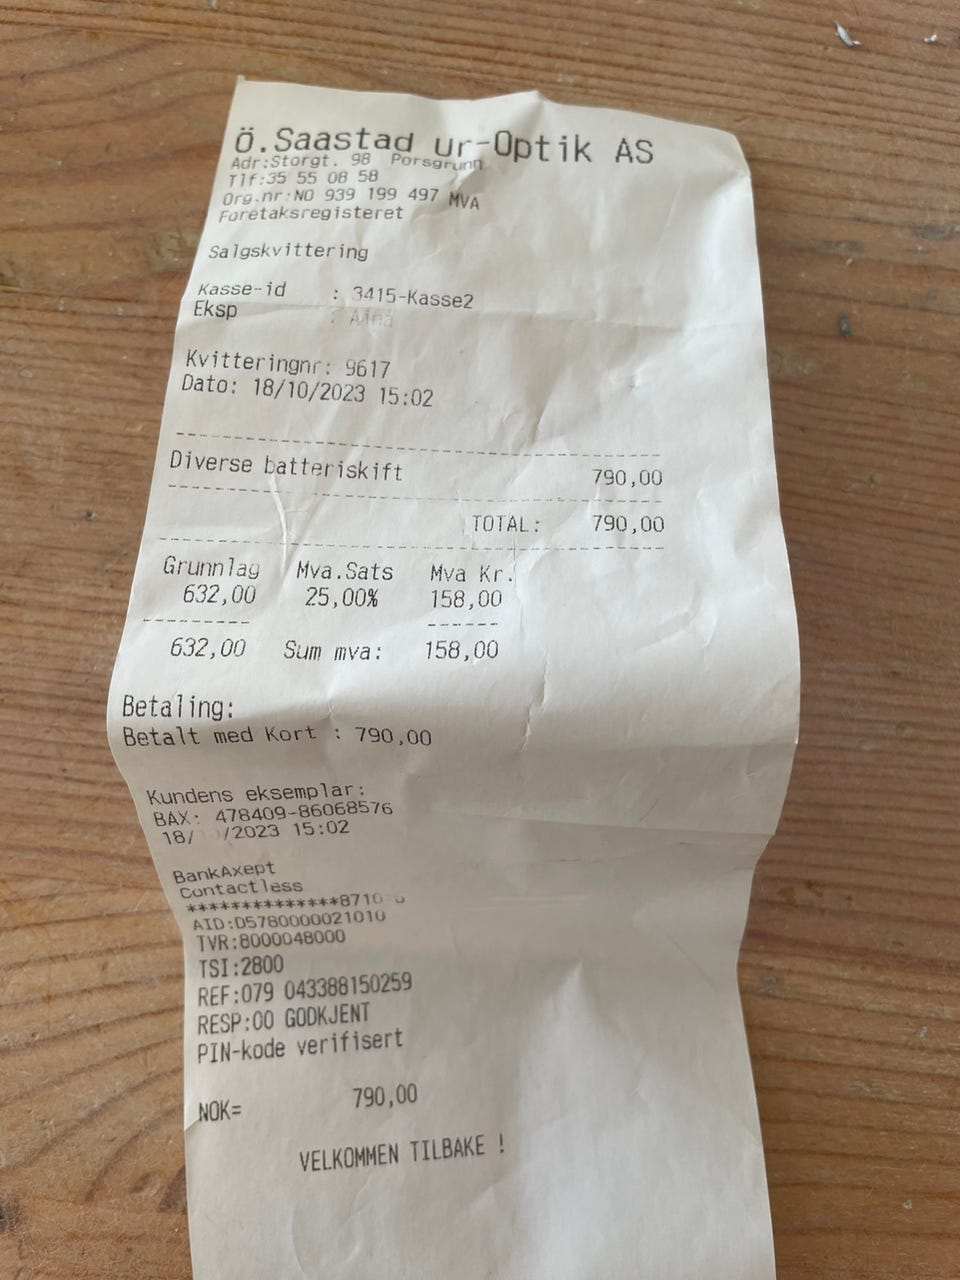 Ö.Saastad ur-Optik AS
Adr:Storgt. 98 Porsgrunn
Tlf:35 55 08 58
Org.nr:NO 939 199 497 MVA
Foretaksregisteret
Salgskvittering
Kasse-id : 3415-Kasse2
Eksp : Aina
Kvitteringnr: 9617
Dato: 18/10/2023 15:02
Diverse batteriskift 790,00
TOTAL: 790,00
Grunnlag Mva.Sats Mva Kr.
632,00 25,00% 158,00
632,00 Sum mva: 158,00
Betaling:
Betalt med Kort : 790,00
Kundens eksemplar:
BAX: 478409-86068576
18/ /2023 15:02
BankAxept
Contactless
**************8710
AID:D5780000021010
TVR:8000048000
TSI:2800
REF:079 043388150259
RESP:00 GODKJENT
PIN-kode verifisert
NOK= 790,00
VELKOMMEN TILBAKE !